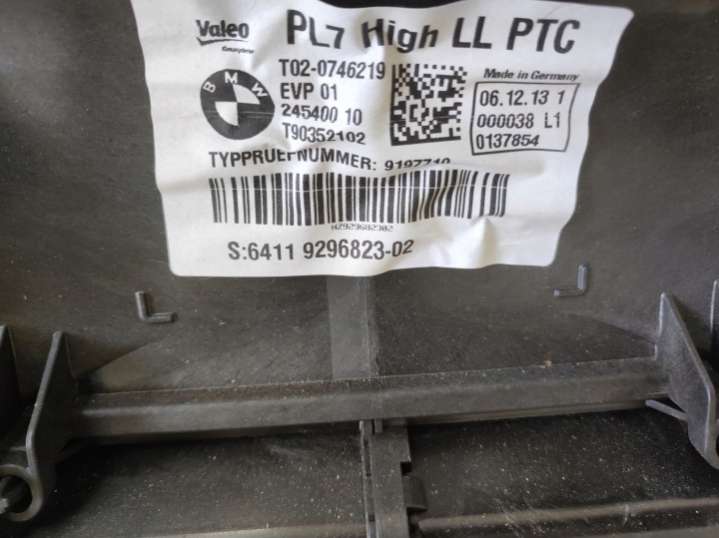 Valeo
PL7 High LL PTC
BMW
T02-0746219
EVP 01
245400 10
T90352102
Made in Germany
06.12.13 1
000038 L1
0137854
TYPPRUEFNUMMER:
S:6411 9296823-02